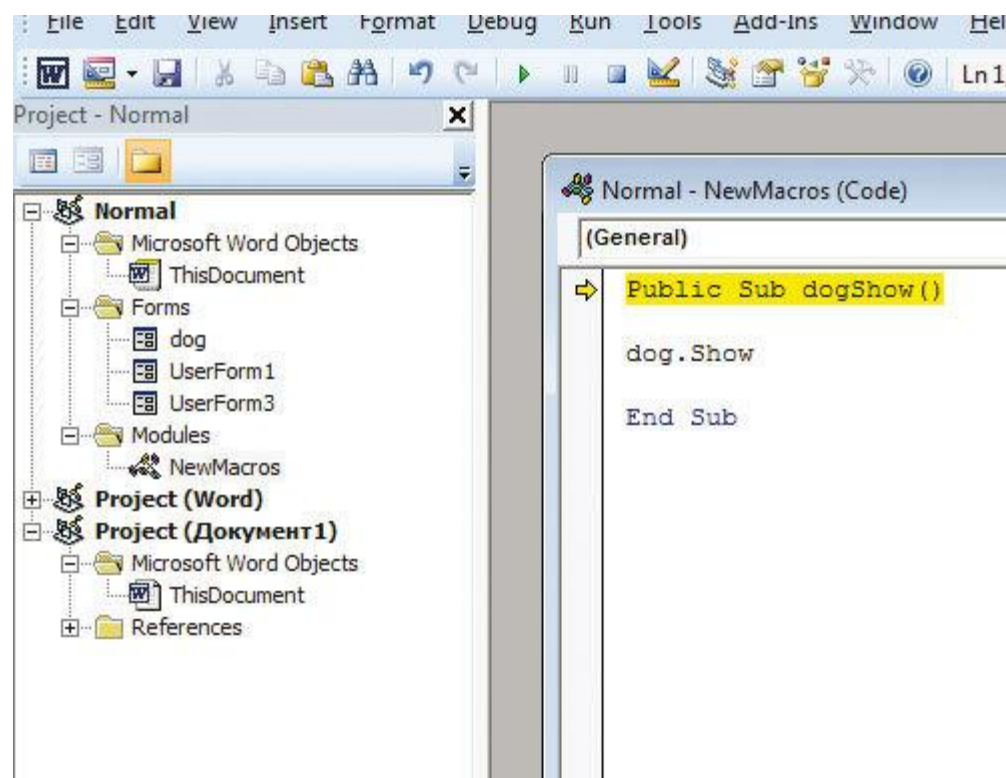 File Edit View Insert Format Debug Run Tools Add-Ins Window
Ln 1
Project - Normal
Normal
Microsoft Word Objects
ThisDocument
Forms
dog
UserForm1
UserForm3
Modules
NewMacros
Project (Word)
Project (Документ1)
Microsoft Word Objects
ThisDocument
References
Normal - NewMacros (Code)
(General)
Public Sub dogShow()
dog.Show
End Sub